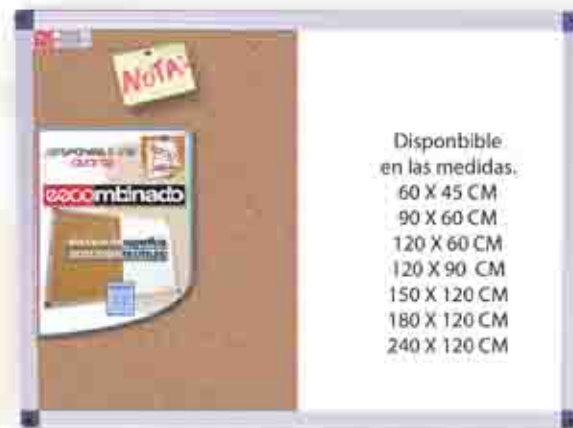 NOTA:
escombinado
Disponbible
en las medidas.
60 X 45 CM
90 X 60 CM
120 X 60 CM
120 X 90 CM
150 X 120 CM
180 X 120 CM
240 X 120 CM